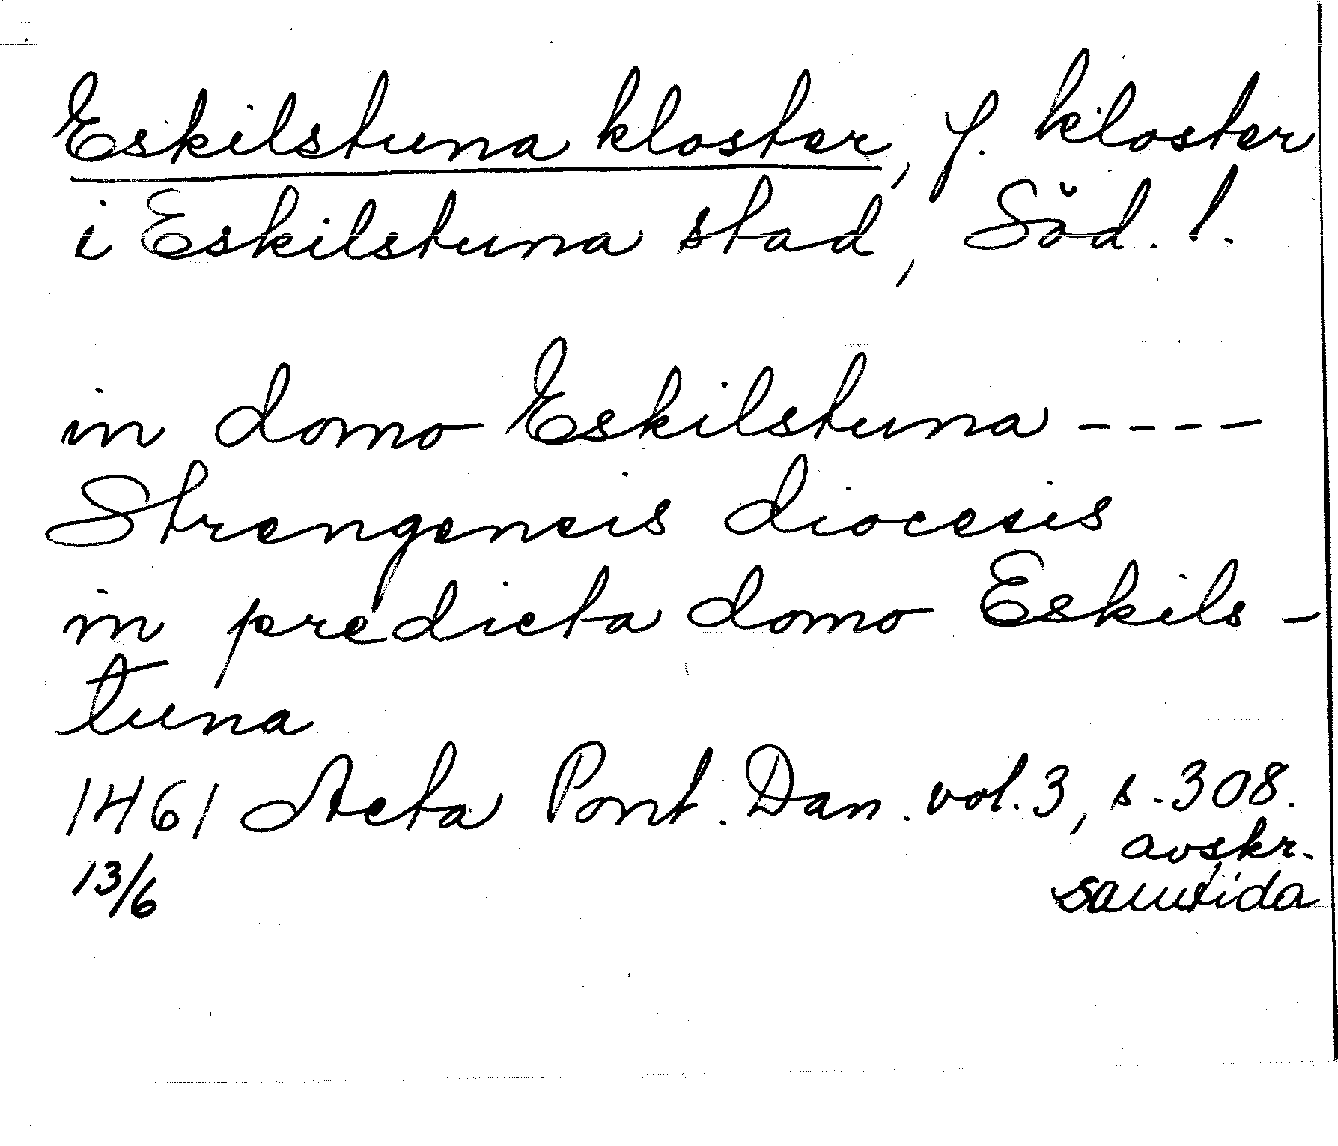 Eskilstuna kloster, f. kloster
i Eskilstuna stad, Söd. l.
in domo Eskilstuna ----
Strengencis diocesis
in predicta domo Eskils-
tuna
1461 Acta Pont. Dan. vol. 3, s. 308.
13/6 avskr.
samtida